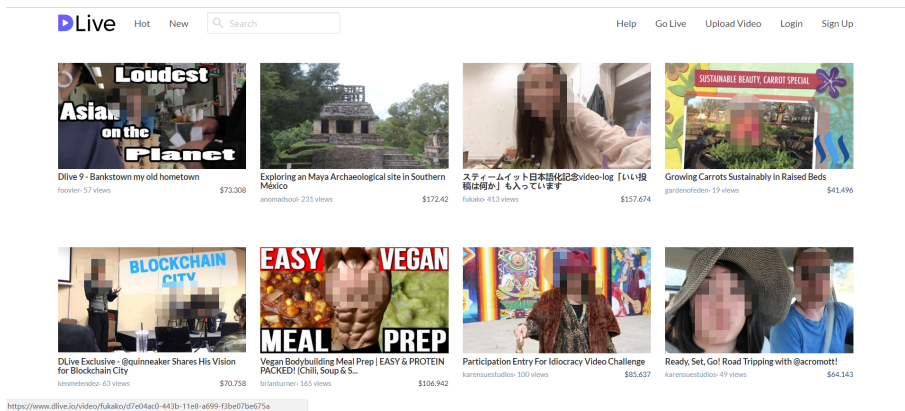 DLive Hot New Search Help Go Live Upload Video Login Sign Up
Loudest
Asian
on the
Planet
SUSTAINABLE BEAUTY, CARROT SPECIAL
Dlive 9 - Bankstown my old hometown
foovler· 57 views $73.308
Exploring an Maya Archaeological site in Southern
México
anomadsoul· 231 views $172.42
スティームイット日本語化記念video-log「いい投
稿は何か」も入っています
fukako· 413 views $157.674
Growing Carrots Sustainably in Raised Beds
gardenofeden· 19 views $41.496
BLOCKCHAIN
CITY
EASY VEGAN
MEAL PREP
DLive Exclusive - @quinneaker Shares His Vision
for Blockchain City
kenmelendez· 63 views $70.758
Vegan Bodybuilding Meal Prep | EASY & PROTEIN
PACKED! (Chili, Soup & S...
brianturner· 165 views $106.942
Participation Entry For Idiocracy Video Challenge
karensuestudios· 100 views $85.637
Ready, Set, Go! Road Tripping with @acromott!
karensuestudios· 49 views $64.143
https://www.dlive.io/video/fukako/d7e04ac0-443b-11e8-a699-f3be07be675a